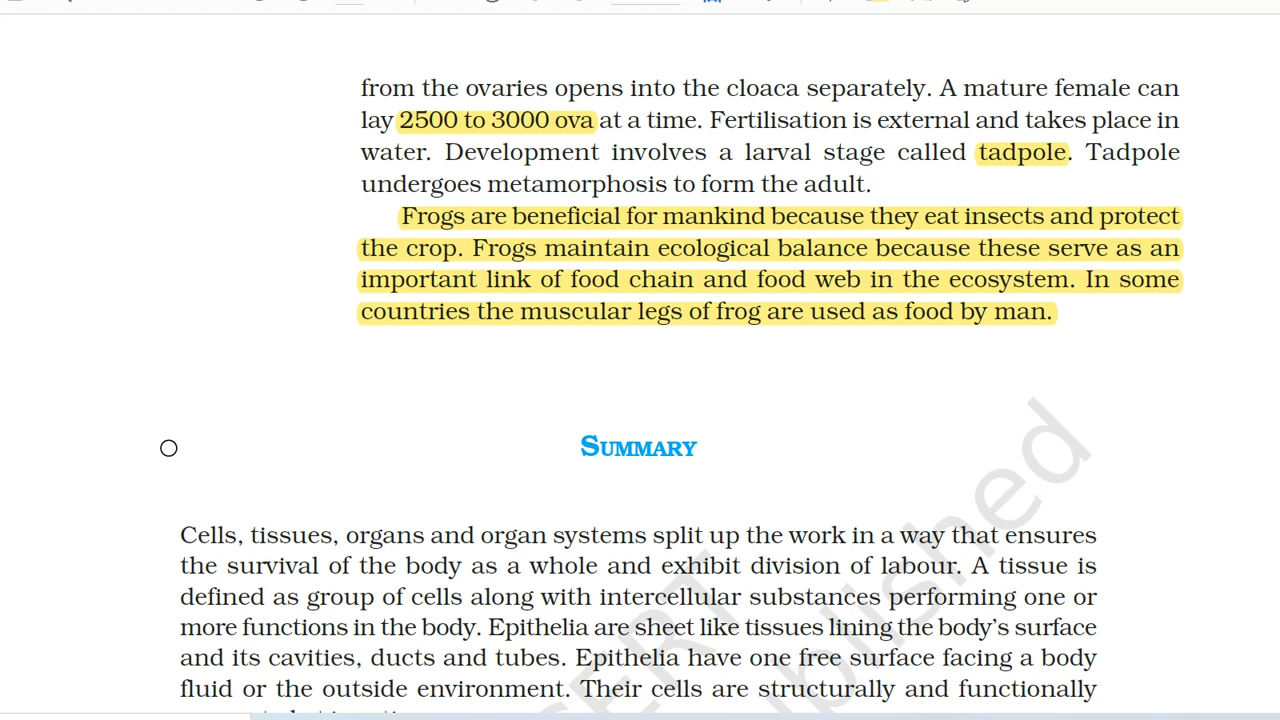 from the ovaries opens into the cloaca separately. A mature female can
lay 2500 to 3000 ova at a time. Fertilisation is external and takes place in
water. Development involves a larval stage called tadpole. Tadpole
undergoes metamorphosis to form the adult.
Frogs are beneficial for mankind because they eat insects and protect
the crop. Frogs maintain ecological balance because these serve as an
important link of food chain and food web in the ecosystem. In some
countries the muscular legs of frog are used as food by man.
SUMMARY
Cells, tissues, organs and organ systems split up the work in a way that ensures
the survival of the body as a whole and exhibit division of labour. A tissue is
defined as group of cells along with intercellular substances performing one or
more functions in the body. Epithelia are sheet like tissues lining the body's surface
and its cavities, ducts and tubes. Epithelia have one free surface facing a body
fluid or the outside environment. Their cells are structurally and functionally